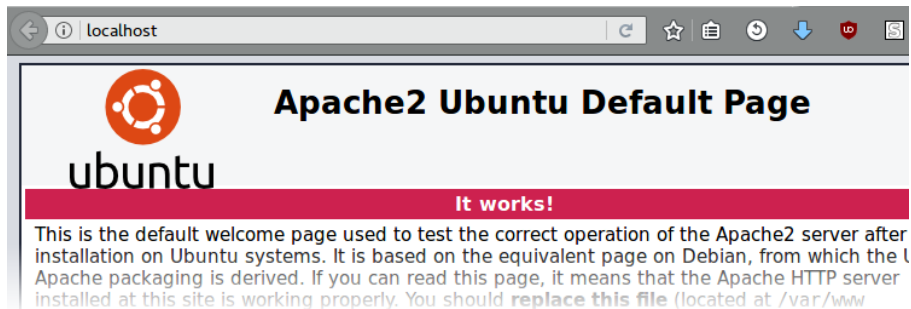 localhost
Apache2 Ubuntu Default Page
ubuntu
It works!
This is the default welcome page used to test the correct operation of the Apache2 server after
installation on Ubuntu systems. It is based on the equivalent page on Debian, from which the U
Apache packaging is derived. If you can read this page, it means that the Apache HTTP server
installed at this site is working properly. You should replace this file (located at /var/www